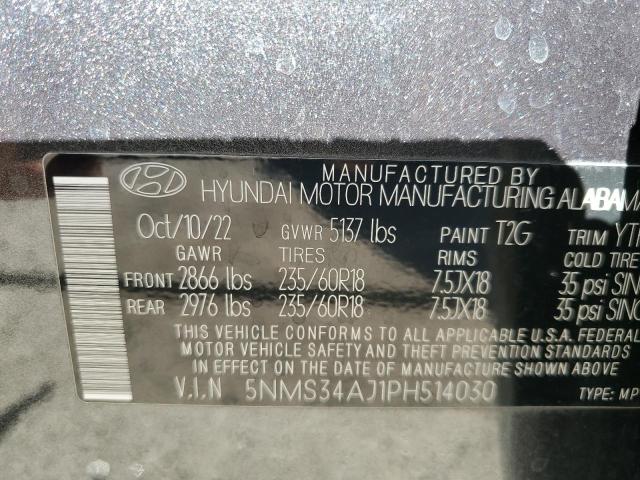 MANUFACTURED BY
HYUNDAI MOTOR MANUFACTURING ALABAMA
Oct/10/22 GVWR 5137 lbs PAINT T2G TRIM
GAWR TIRES RIMS COLD TIRE
FRONT 2866 lbs 235/60R18 7.5JX18 35 psi SING
REAR 2976 lbs 235/60R18 7.5JX18 35 psi SING
THIS VEHICLE CONFORMS TO ALL APPLICABLE U.S.A. FEDERAL
MOTOR VEHICLE SAFETY AND THEFT PREVENTION STANDARDS
IN EFFECT ON THE DATE OF MANUFACTURE SHOWN ABOVE.
V.I.N 5NMS34AJ1PH514030 TYPE: MP